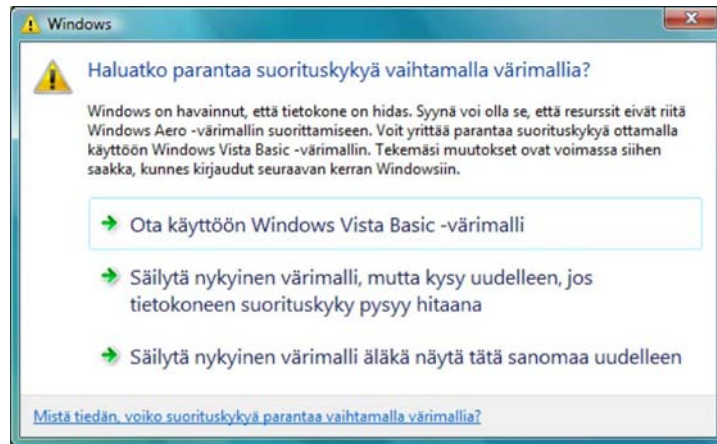 Windows
Haluatko parantaa suorituskykyä vaihtamalla värimallia?
Windows on havainnut, että tietokone on hidas. Syynä voi olla se, että resurssit eivät riitä
Windows Aero -värimallin suorittamiseen. Voit yrittää parantaa suorituskykyä ottamalla
käyttöön Windows Vista Basic -värimallin. Tekemäsi muutokset ovat voimassa siihen
saakka, kunnes kirjaudut seuraavan kerran Windowsiin.
Ota käyttöön Windows Vista Basic -värimalli
Säilytä nykyinen värimalli, mutta kysy uudelleen, jos
tietokoneen suorituskyky pysyy hitaana
Säilytä nykyinen värimalli äläkä näytä tätä sanomaa uudelleen
Mistä tiedän, voiko suorituskykyä parantaa vaihtamalla värimallia?